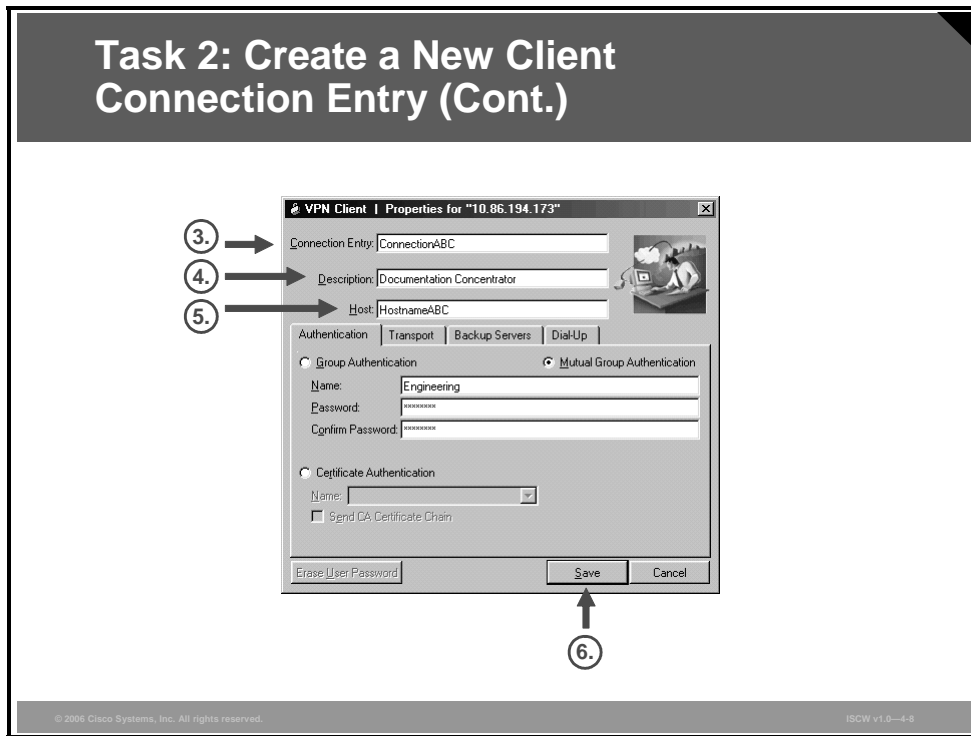 Task 2: Create a New Client
Connection Entry (Cont.)
VPN Client | Properties for "10.86.194.173"
3.
Connection Entry: ConnectionABC
4.
Description: Documentation Concentrator
5.
Host: HostnameABC
Authentication Transport Backup Servers Dial-Up
Group Authentication Mutual Group Authentication
Name: Engineering
Password: ********
Confirm Password: ********
Certificate Authentication
Name:
Send CA Certificate Chain
Erase User Password Save Cancel
6.
© 2006 Cisco Systems, Inc. All rights reserved. ISCW v1.0—4-8